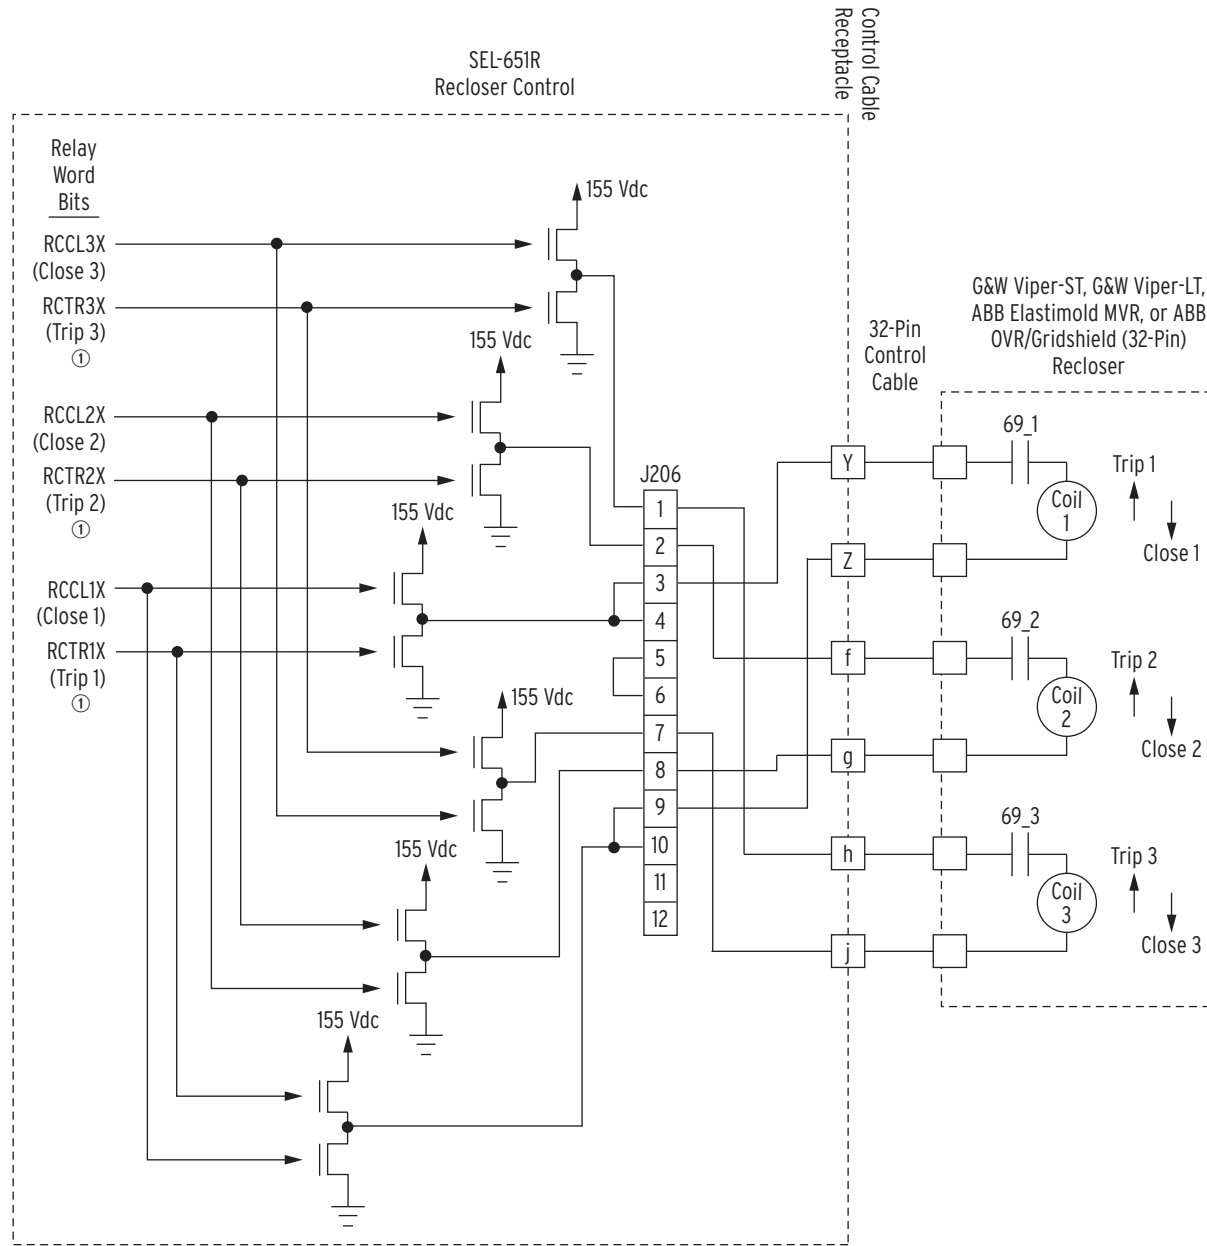 Control Cable
Receptacle
SEL-651R
Recloser Control
Relay
Word
Bits
155 Vdc
RCCL3X
(Close 3)
RCTR3X
(Trip 3)
①
155 Vdc
RCCL2X
(Close 2)
RCTR2X
(Trip 2)
①
155 Vdc
RCCL1X
(Close 1)
RCTR1X
(Trip 1)
①
155 Vdc
155 Vdc
155 Vdc
J206
1
2
3
4
5
6
7
8
9
10
11
12
Y
Z
f
g
h
j
32-Pin
Control
Cable
G&W Viper-ST, G&W Viper-LT,
ABB Elastimold MVR, or ABB
OVR/Gridshield (32-Pin)
Recloser
69_1
Coil
1
Trip 1
Close 1
69_2
Coil
2
Trip 2
Close 2
69_3
Coil
3
Trip 3
Close 3